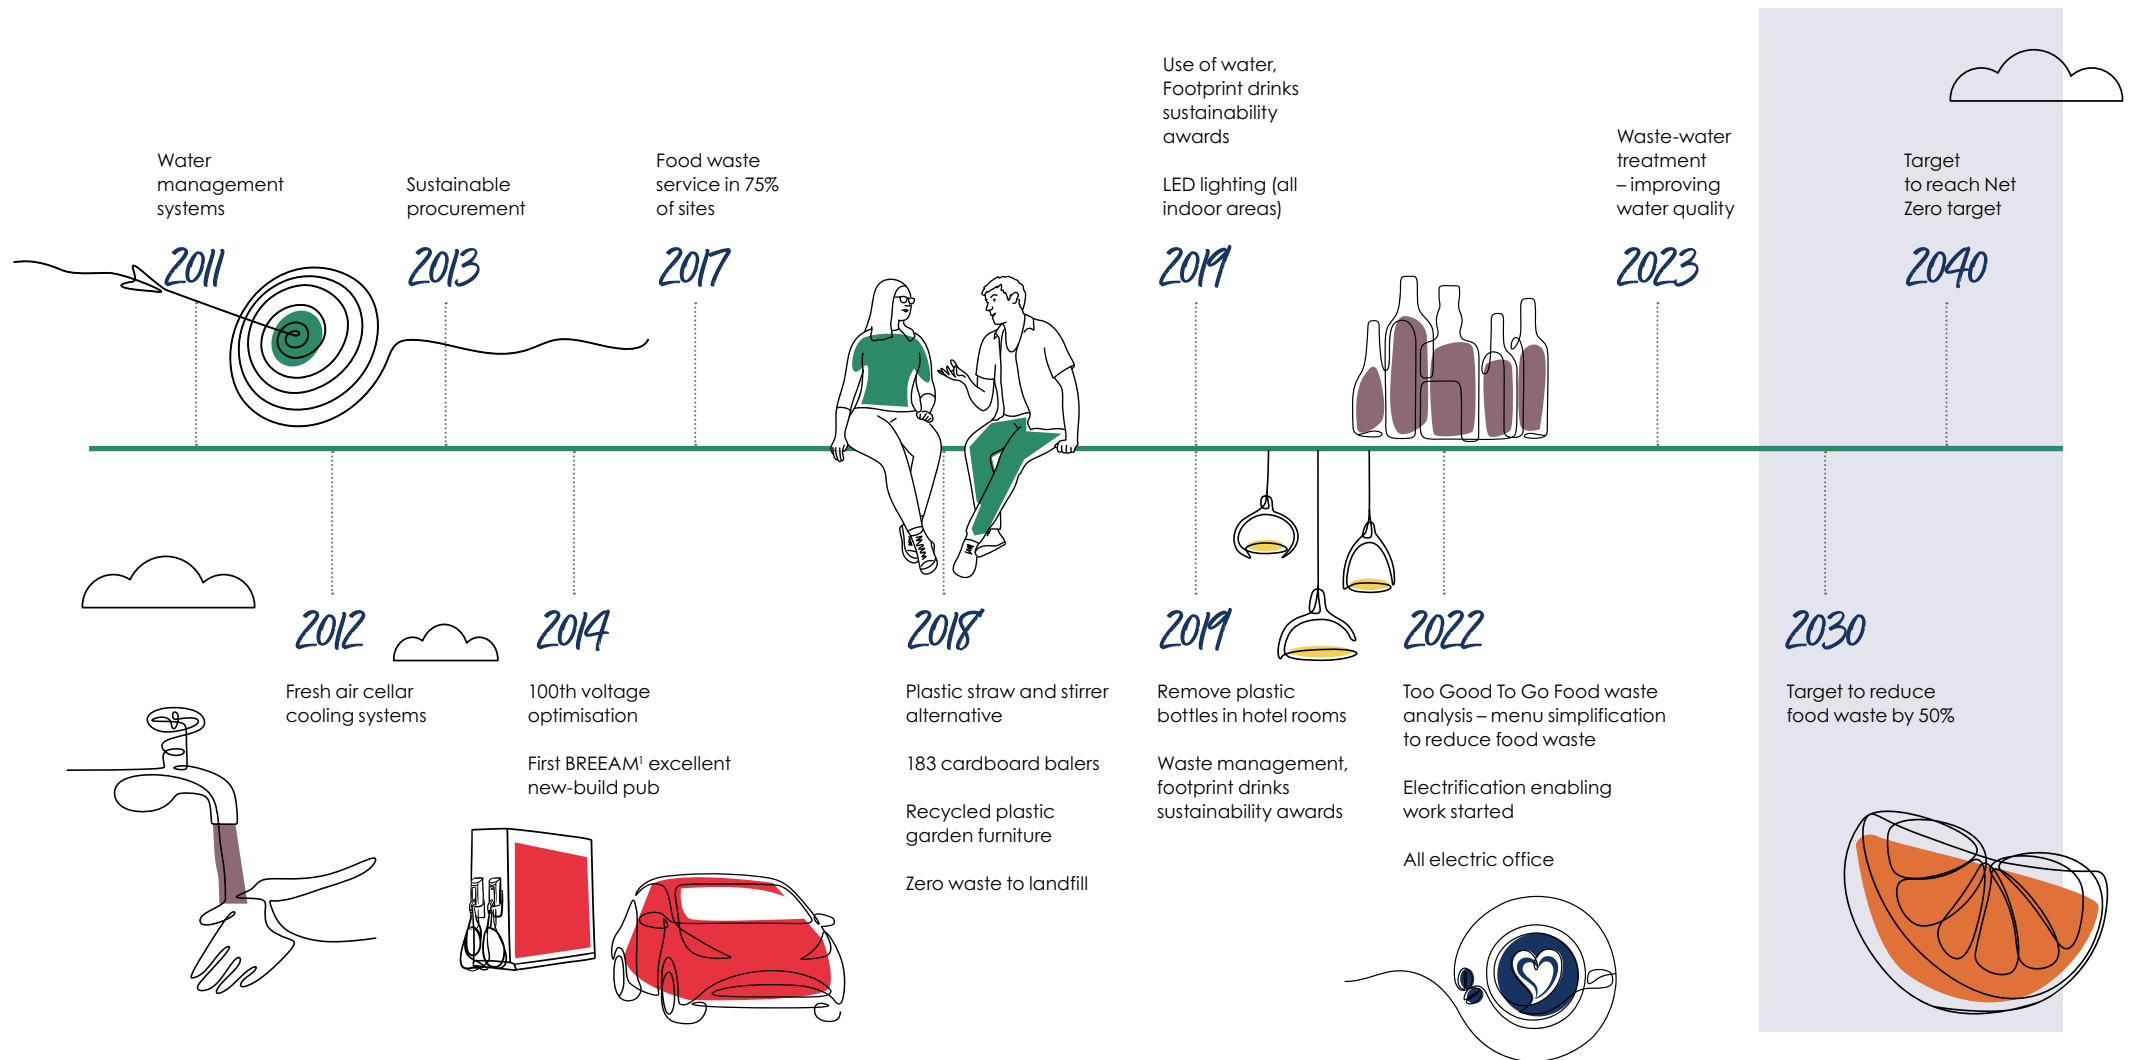 Water
management
systems
2011
Sustainable
procurement
2013
Food waste
service in 75%
of sites
2017
Use of water,
Footprint drinks
sustainability
awards
LED lighting (all
indoor areas)
2019
Waste-water
treatment
– improving
water quality
2023
Target
to reach Net
Zero target
2040
2012
Fresh air cellar
cooling systems
2014
100th voltage
optimisation
First BREEAM¹ excellent
new-build pub
2018
Plastic straw and stirrer
alternative
183 cardboard balers
Recycled plastic
garden furniture
Zero waste to landfill
2019
Remove plastic
bottles in hotel rooms
Waste management,
footprint drinks
sustainability awards
2022
Too Good To Go Food waste
analysis – menu simplification
to reduce food waste
Electrification enabling
work started
All electric office
2030
Target to reduce
food waste by 50%